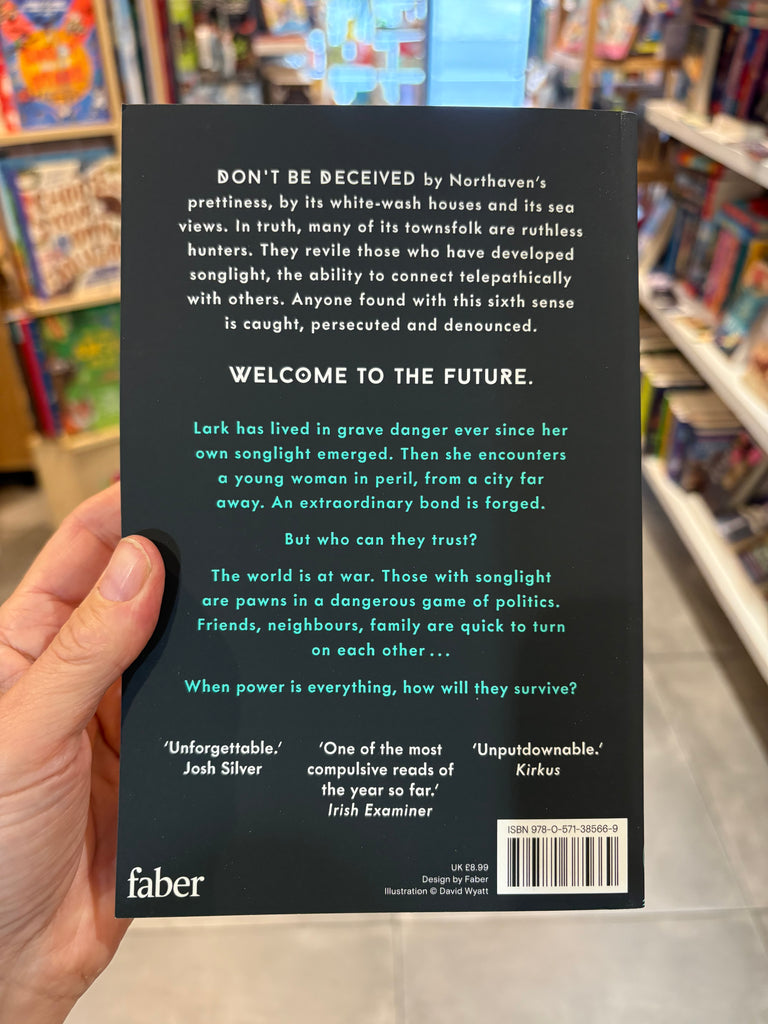 DON'T BE DECEIVED by Northaven's
prettiness, by its white-wash houses and its sea
views. In truth, many of its townsfolk are ruthless
hunters. They revile those who have developed
songlight, the ability to connect telepathically
with others. Anyone found with this sixth sense
is caught, persecuted and denounced.
WELCOME TO THE FUTURE.
Lark has lived in grave danger ever since her
own songlight emerged. Then she encounters
a young woman in peril, from a city far
away. An extraordinary bond is forged.
But who can they trust?
The world is at war. Those with songlight
are pawns in a dangerous game of politics.
Friends, neighbours, family are quick to turn
on each other ...
When power is everything, how will they survive?
'Unforgettable.'
Josh Silver
'One of the most
compulsive reads of
the year so far.'
Irish Examiner
'Unputdownable.'
Kirkus
ISBN 978-0-571-38566-9
UK £8.99
Design by Faber
Illustration © David Wyatt
faber